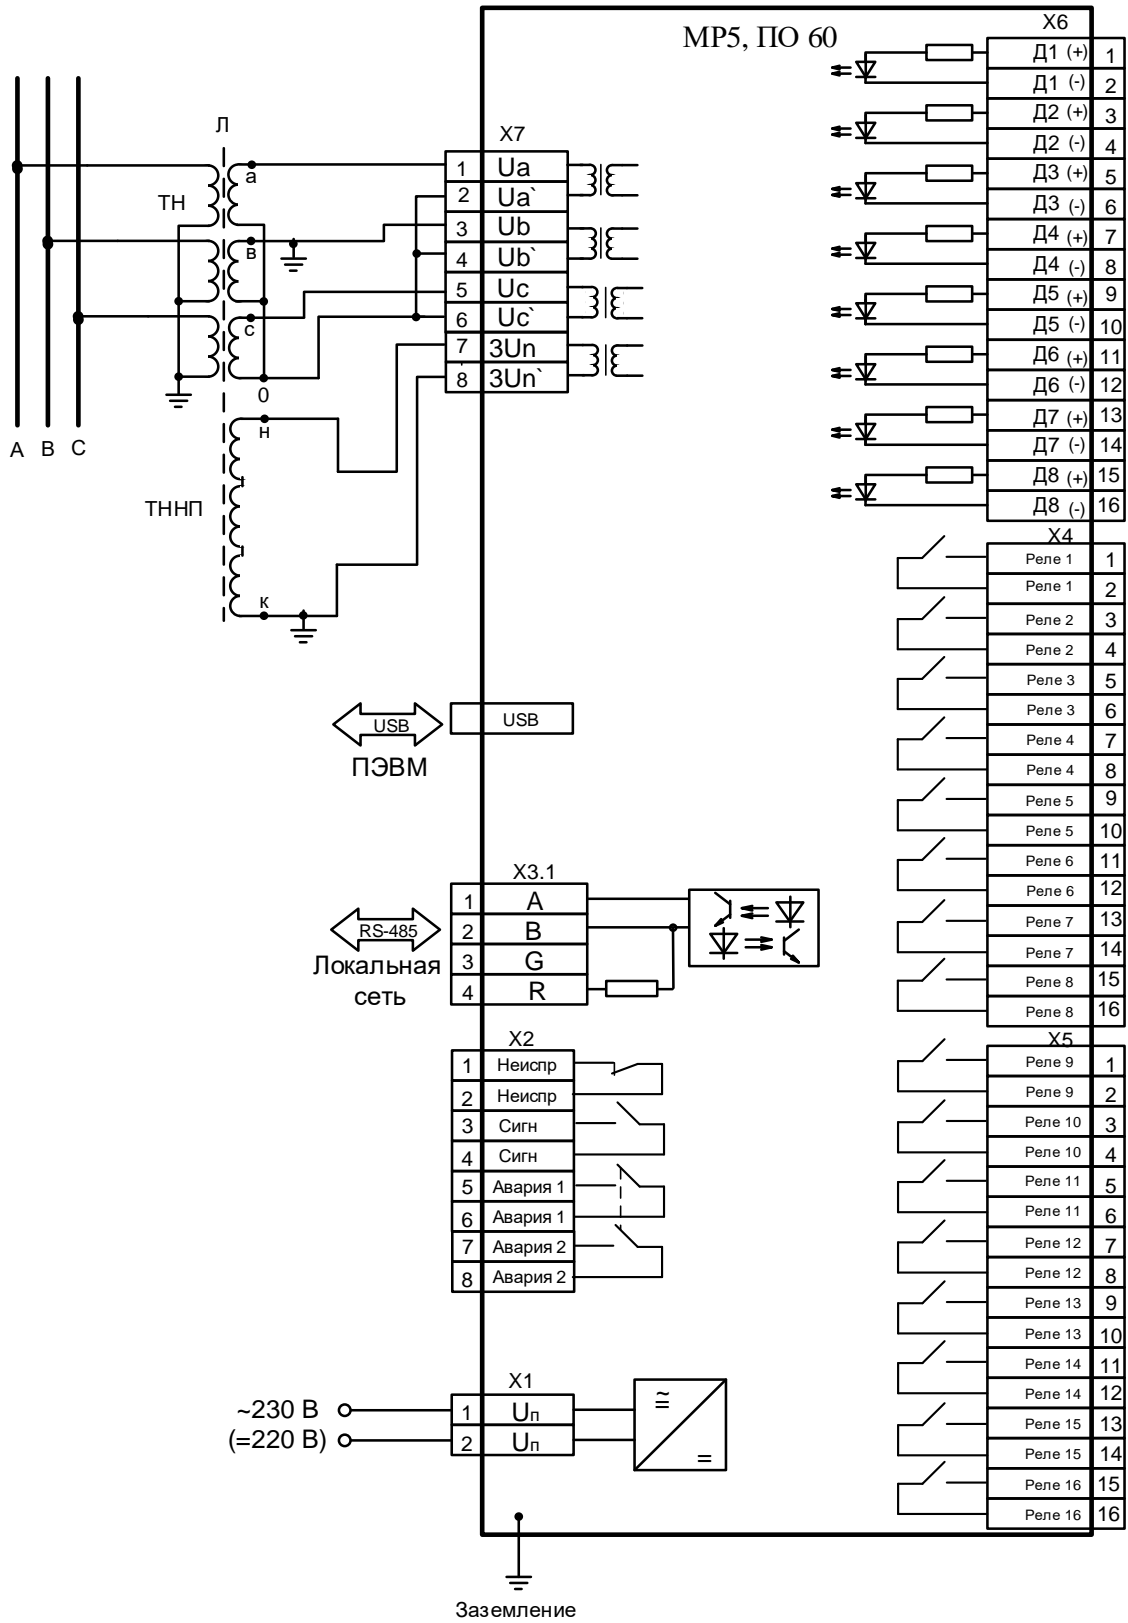 МР5, ПО 60
X6
Д1 (+) 1
Д1 (-) 2
Д2 (+) 3
Д2 (-) 4
Д3 (+) 5
Д3 (-) 6
Д4 (+) 7
Д4 (-) 8
Д5 (+) 9
Д5 (-) 10
Д6 (+) 11
Д6 (-) 12
Д7 (+) 13
Д7 (-) 14
Д8 (+) 15
Д8 (-) 16
Л
ТН
а
в
с
0
н
к
А В С
ТННП
X7
1 Ua
2 Ua`
3 Ub
4 Ub`
5 Uc
6 Uc`
7 3Un
8 3Un`
X4
Реле 1 1
Реле 1 2
Реле 2 3
Реле 2 4
Реле 3 5
Реле 3 6
Реле 4 7
Реле 4 8
Реле 5 9
Реле 5 10
Реле 6 11
Реле 6 12
Реле 7 13
Реле 7 14
Реле 8 15
Реле 8 16
USB
USB
ПЭВМ
X3.1
1 A
2 B
3 G
4 R
RS-485
Локальная
сеть
X2
1 Неиспр
2 Неиспр
3 Сигн
4 Сигн
5 Авария 1
6 Авария 1
7 Авария 2
8 Авария 2
X5
Реле 9 1
Реле 9 2
Реле 10 3
Реле 10 4
Реле 11 5
Реле 11 6
Реле 12 7
Реле 12 8
Реле 13 9
Реле 13 10
Реле 14 11
Реле 14 12
Реле 15 13
Реле 15 14
Реле 16 15
Реле 16 16
X1
~230 В 1 Uп
(=220 В) 2 Uп
≅
=
Заземление